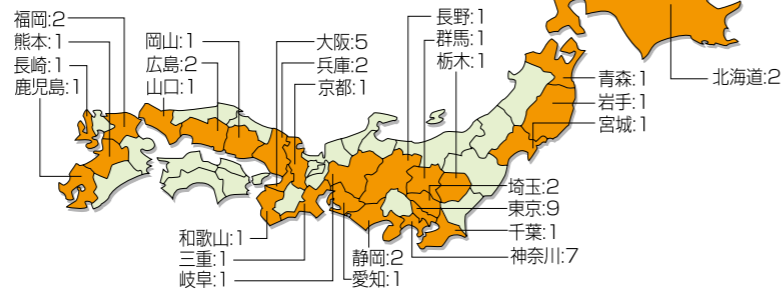 福岡:2
熊本:1
長崎:1
鹿児島:1
岡山:1
広島:2
山口:1
大阪:5
兵庫:2
京都:1
長野:1
群馬:1
栃木:1
北海道:2
青森:1
岩手:1
宮城:1
埼玉:2
東京:9
千葉:1
神奈川:7
和歌山:1
三重:1
岐阜:1
静岡:2
愛知:1